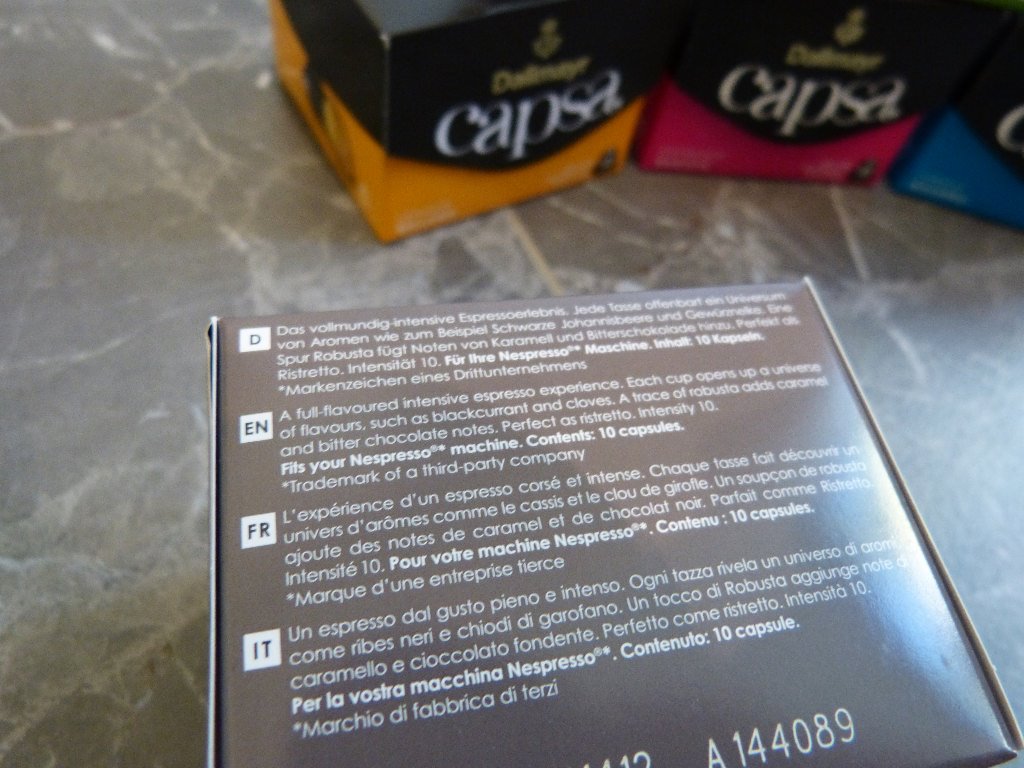 Dallmayr
capsa
Dallmayr
capsa
D
Das vollmundig-intensive Espressoerlebnis. Jede Tasse offenbart ein Universum
von Aromen wie zum Beispiel Schwarze Johannisbeere und Gewürznelke. Eine
Spur Robusta fügt Noten von Karamell und Bitterschokolade hinzu. Perfekt als
Ristretto. Intensität 10. Für Ihre Nespresso®* Maschine. Inhalt: 10 Kapseln.
*Markenzeichen eines Drittunternehmens
EN
A full-flavoured intensive espresso experience. Each cup opens up a universe
of flavours, such as blackcurrant and cloves. A trace of robusta adds caramel
and bitter chocolate notes. Perfect as ristretto. Intensity 10.
Fits your Nespresso®* machine. Contents: 10 capsules.
*Trademark of a third-party company
FR
L'expérience d'un espresso corsé et intense. Chaque tasse fait découvrir un
univers d'arômes comme le cassis et le clou de girofle. Un soupçon de robusta
ajoute des notes de caramel et de chocolat noir. Parfait comme Ristretto.
Intensité 10. Pour votre machine Nespresso®*. Contenu : 10 capsules.
*Marque d'une entreprise tierce
IT
Un espresso dal gusto pieno e intenso. Ogni tazza rivela un universo di aromi
come ribes neri e chiodi di garofano. Un tocco di Robusta aggiunge note di
caramello e cioccolato fondente. Perfetto come ristretto. Intensità 10.
Per la vostra macchina Nespresso®*. Contenuto: 10 capsule.
*Marchio di fabbrica di terzi
A 144089